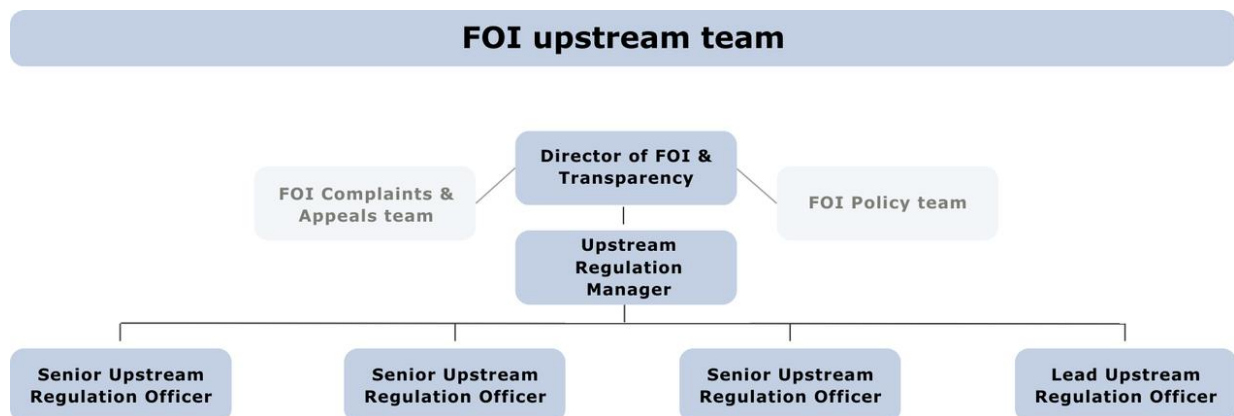 FOI upstream team
Director of FOI &
Transparency
FOI Complaints &
Appeals team
FOI Policy team
Upstream
Regulation
Manager
Senior Upstream
Regulation Officer
Senior Upstream
Regulation Officer
Senior Upstream
Regulation Officer
Lead Upstream
Regulation Officer